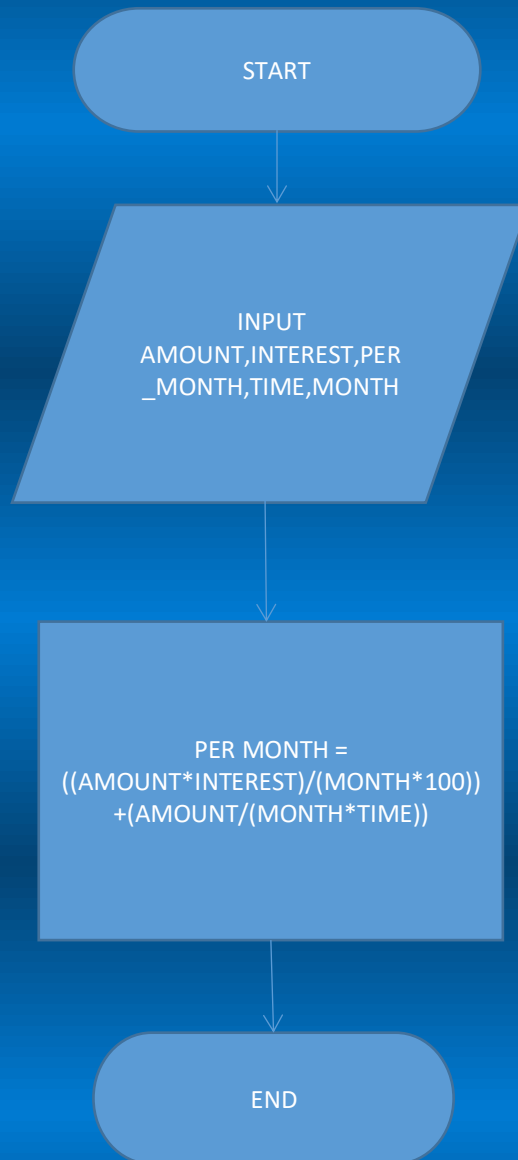 START
INPUT
AMOUNT,INTEREST,PER
_MONTH,TIME,MONTH
PER MONTH =
((AMOUNT*INTEREST)/(MONTH*100))
+(AMOUNT/(MONTH*TIME))
END